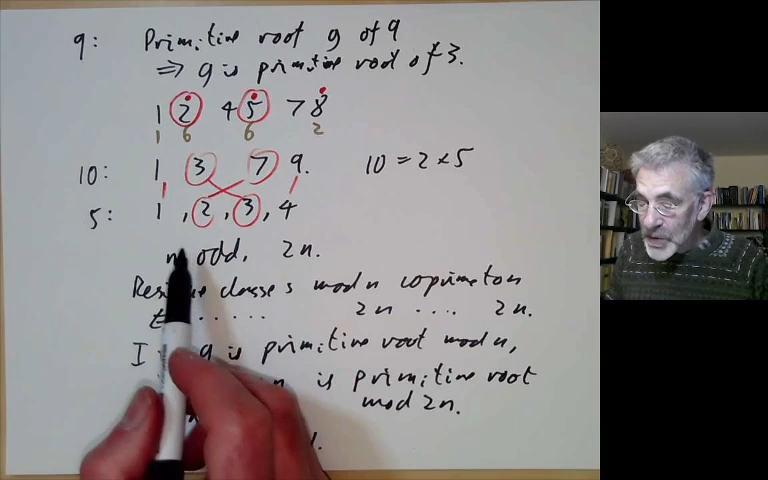 9: Primitive root g of 9
⇒ g is primitive root of 3.
1 2 4 5 7 8
1 6 6 2
10: 1 3 7 9. 10 = 2 × 5
5: 1, 2, 3, 4
n odd, 2n.
classes mod n coprime to n
2n .... 2n.
g is primitive root mod n,
n is primitive root
mod 2n.